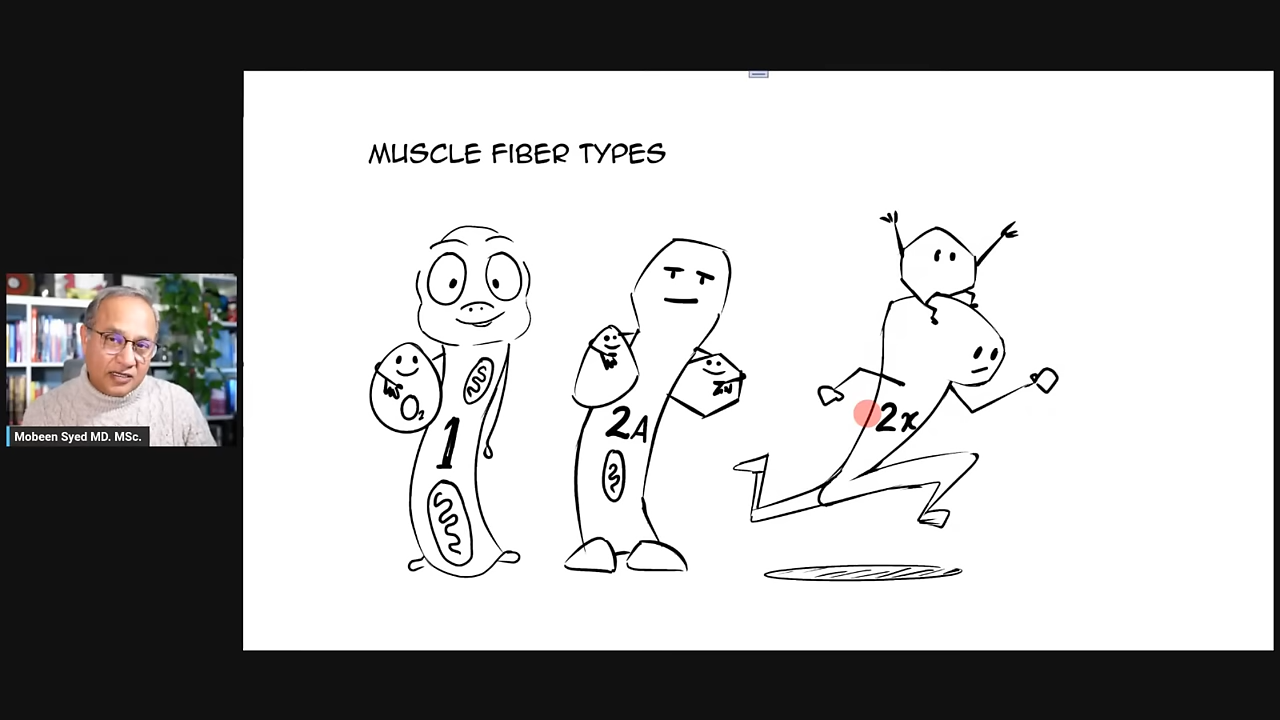 MUSCLE FIBER TYPES
O₂
1
2A
2x
Mobeen Syed MD. MSc.